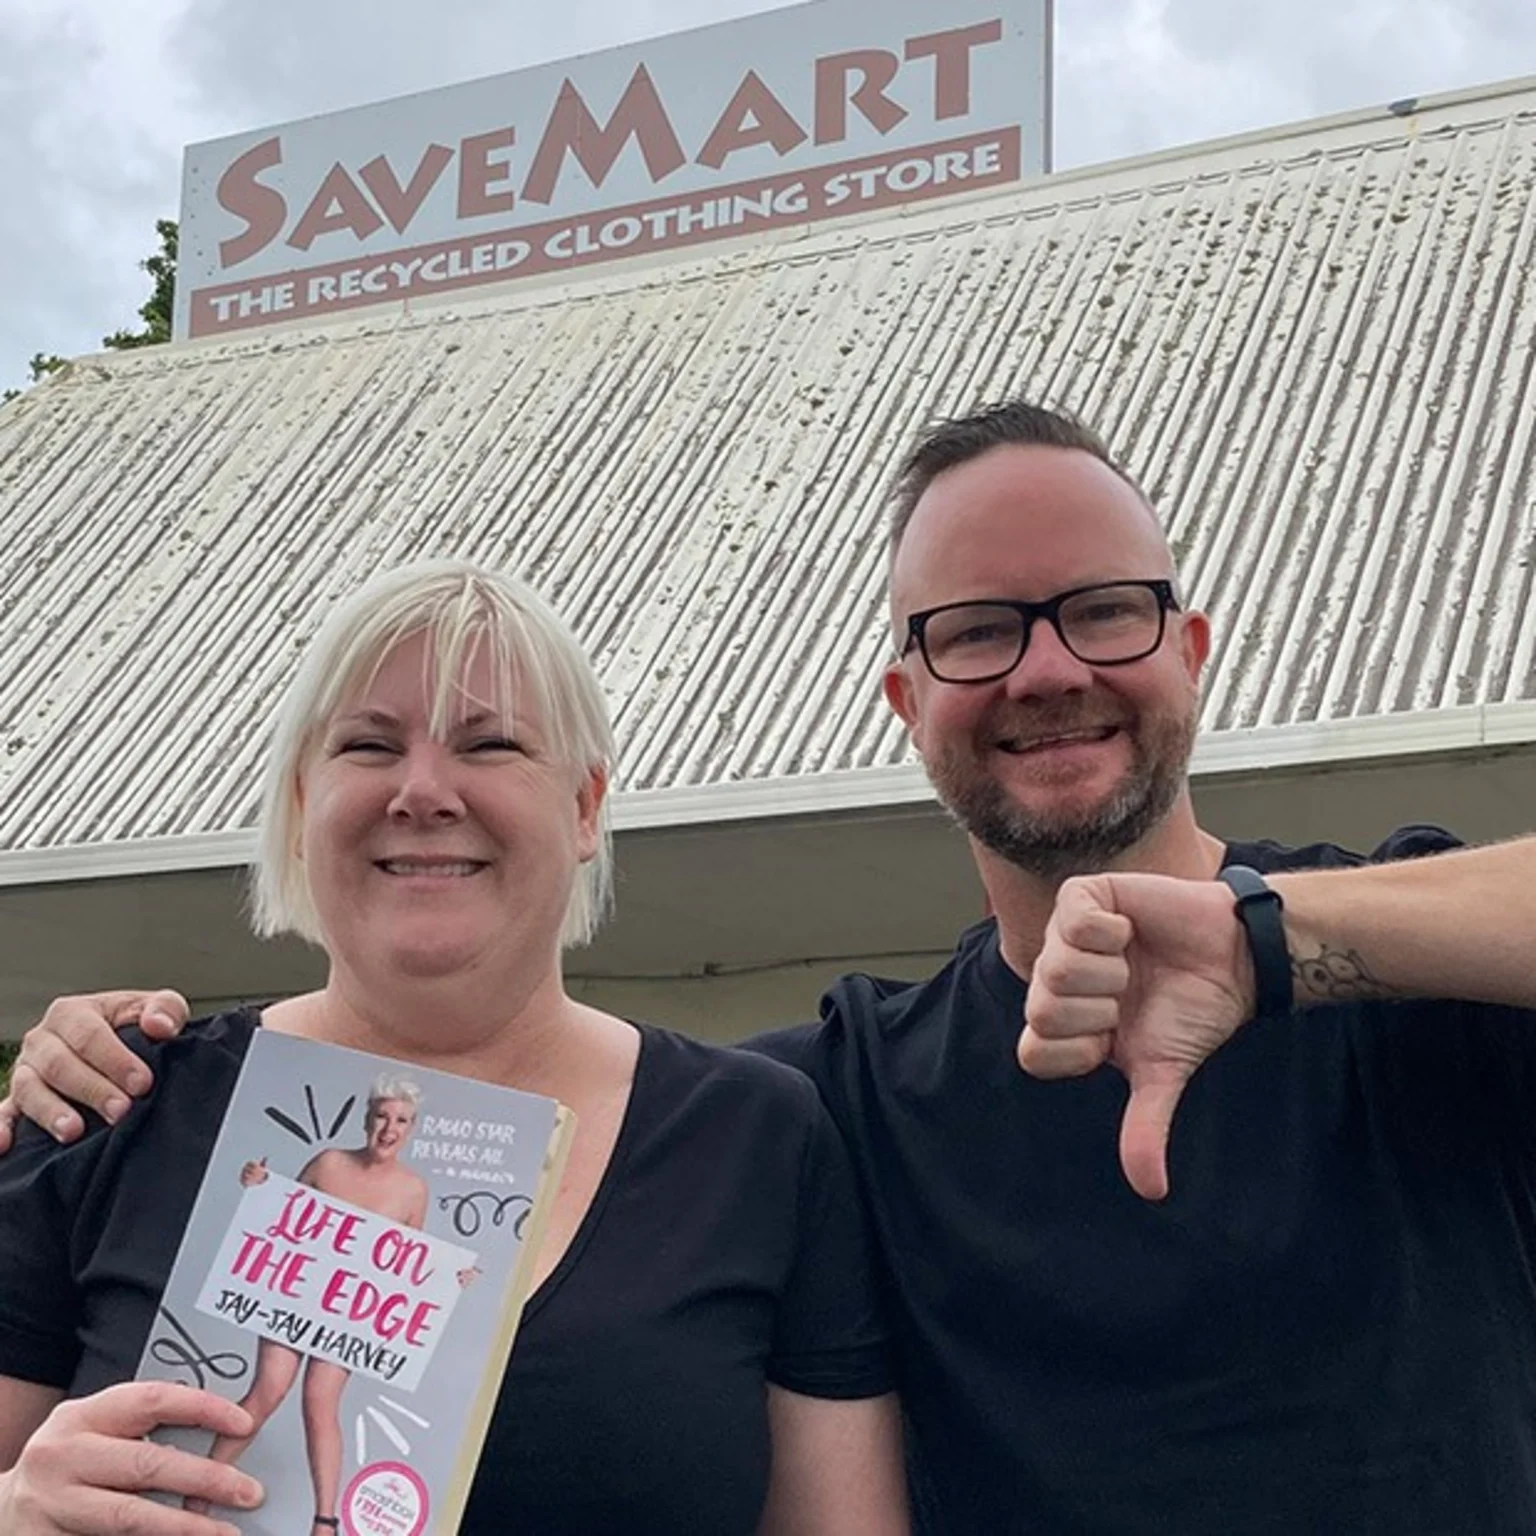 SAVEMART
THE RECYCLED CLOTHING STORE
RADIO STAR
REVEALS ALL
LIFE ON
THE EDGE
JAY-JAY HARVEY